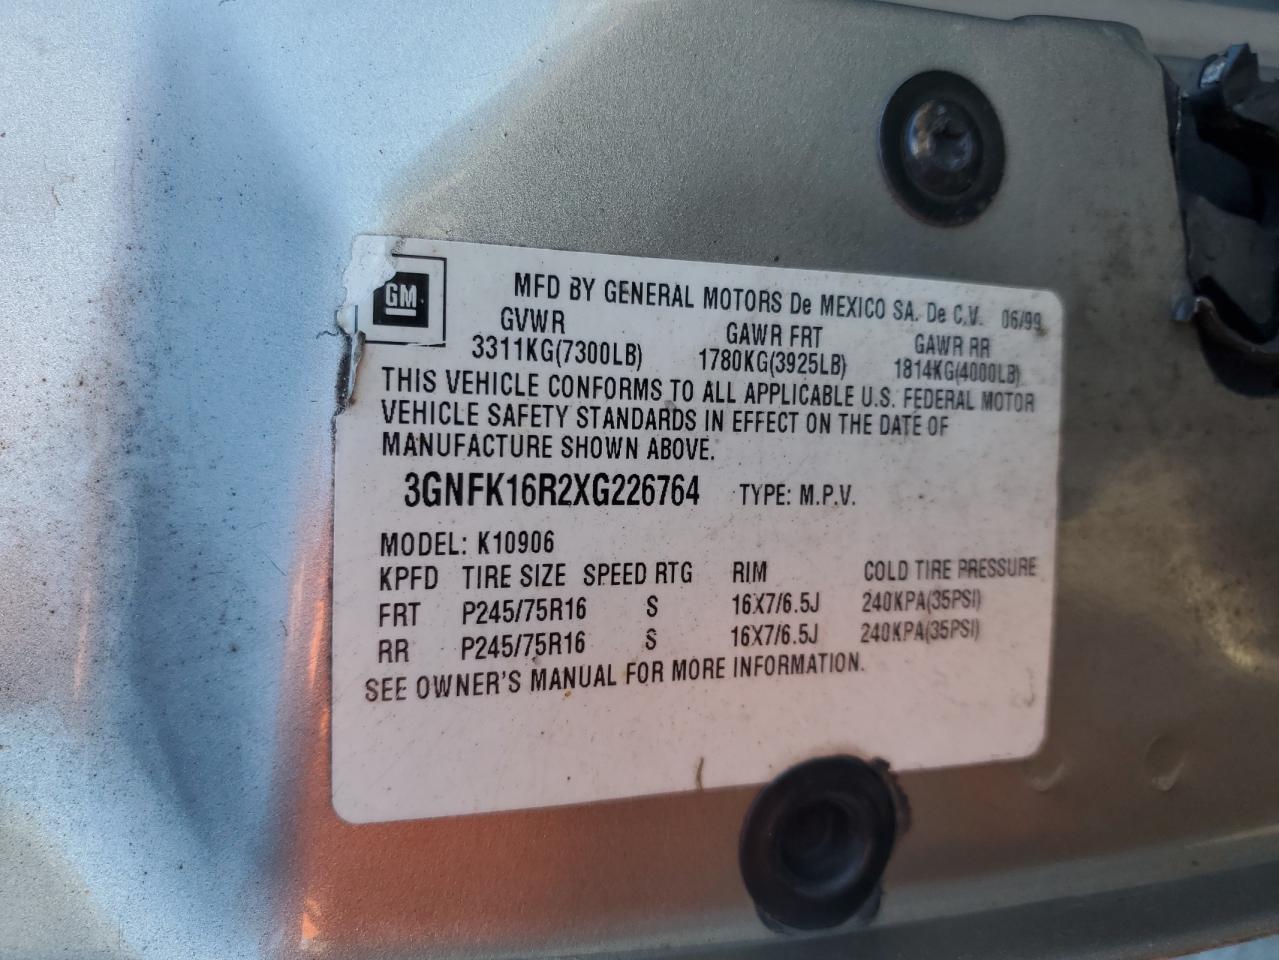 GM
MFD BY GENERAL MOTORS De MEXICO SA. De C.V. 06/99
GVWR GAWR FRT GAWR RR
3311KG(7300LB) 1780KG(3925LB) 1814KG(4000LB)
THIS VEHICLE CONFORMS TO ALL APPLICABLE U.S. FEDERAL MOTOR
VEHICLE SAFETY STANDARDS IN EFFECT ON THE DATE OF
MANUFACTURE SHOWN ABOVE.
3GNFK16R2XG226764 TYPE: M.P.V.
MODEL: K10906
KPFD TIRE SIZE SPEED RTG RIM COLD TIRE PRESSURE
FRT P245/75R16 S 16X7/6.5J 240KPA(35PSI)
RR P245/75R16 S 16X7/6.5J 240KPA(35PSI)
SEE OWNER'S MANUAL FOR MORE INFORMATION.